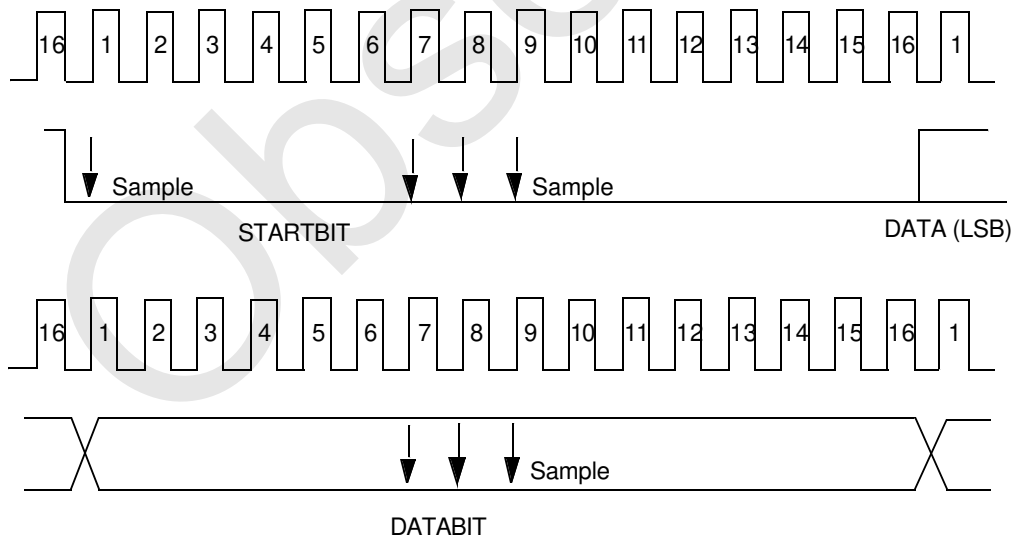 16 1 2 3 4 5 6 7 8 9 10 11 12 13 14 15 16 1
Sample Sample
STARTBIT DATA (LSB)
16 1 2 3 4 5 6 7 8 9 10 11 12 13 14 15 16 1
Sample
DATABIT